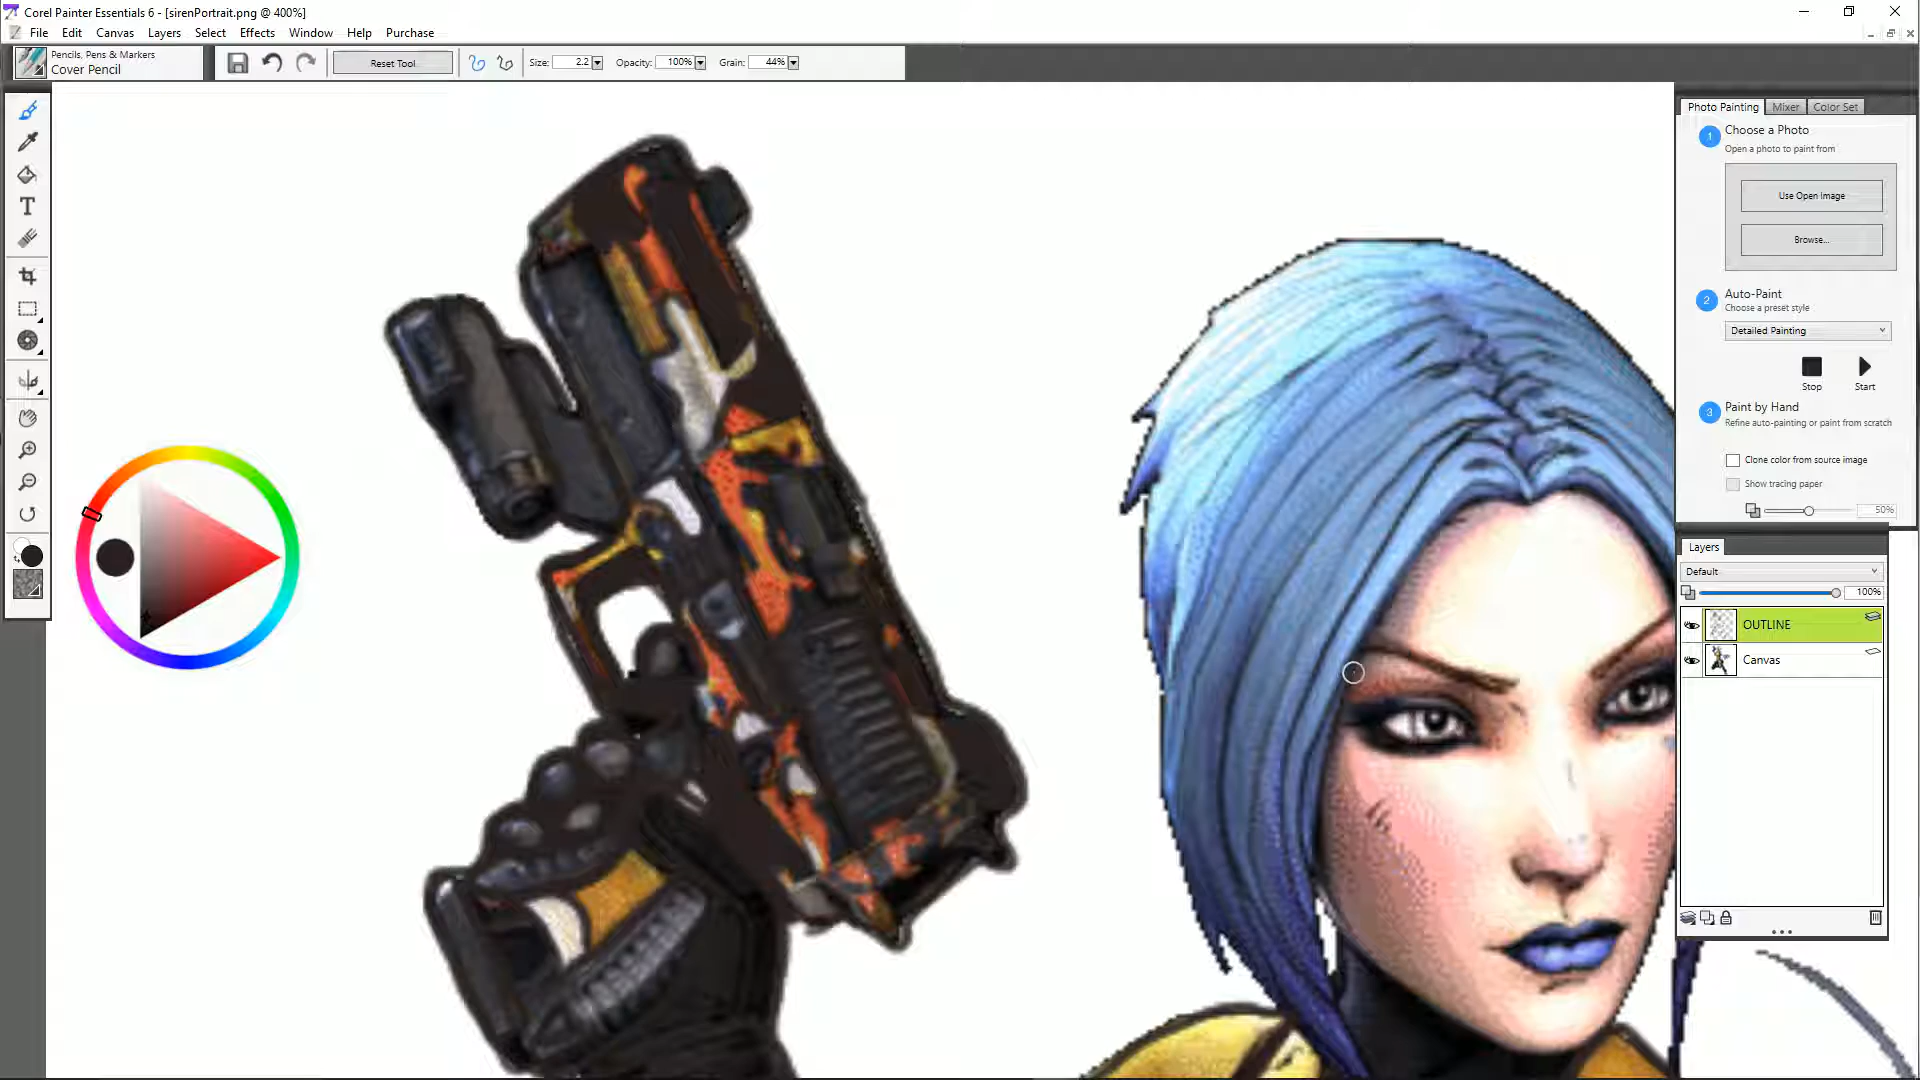 Corel Painter Essentials 6 - [sirenPortrait.png @ 400%]
File Edit Canvas Layers Select Effects Window Help Purchase
Pencils, Pens & Markers
Cover Pencil
Reset Tool
Size: 2.2
Opacity: 100%
Grain: 44%
Photo Painting Mixer Color Set
1 Choose a Photo
Open a photo to paint from
Use Open Image
Browse...
2 Auto-Paint
Choose a preset style
Detailed Painting
Stop Start
3 Paint by Hand
Refine auto-painting or paint from scratch
Clone color from source image
Show tracing paper
50%
Layers
Default
100%
OUTLINE
Canvas